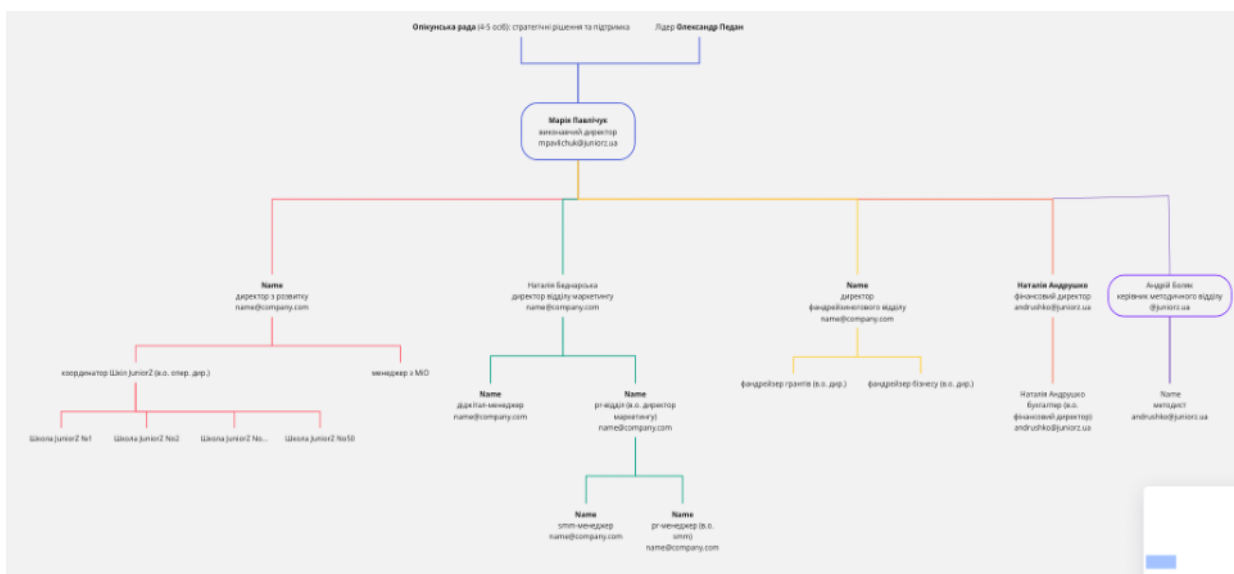 Опікунська рада (4-5 осіб): стратегічні рішення та підтримка
Лідер Олександр Педан
Марія Павлічук
виконавчий директор
mpavlichuk@juniorz.ua
Name
директор з розвитку
name@company.com
Наталія Беднарська
директор відділу маркетингу
name@company.com
Name
директор
фандрейзингового відділу
name@company.com
Наталія Андрушко
фінансовий директор
andrushko@juniorz.ua
Андрій
керівник методичного відділу
@juniorz.ua
координатор Шкіл JuniorZ (в.о. опер. дир.)
менеджер з МіО
Name
діджітал-менеджер
name@company.com
Name
pr-відділ (в.о. директор
маркетингу)
name@company.com
фандрейзер грантів (в.о. дир.)
фандрейзер бізнесу (в.о. дир.)
Наталія Андрушко
бухгалтер (в.о.
фінансовий директор)
andrushko@juniorz.ua
Name
методист
andrushko@juniorz.ua
Школа JuniorZ №1
Школа JuniorZ No2
Школа JuniorZ No...
Школа JuniorZ No50
Name
smm-менеджер
name@company.com
Name
pr-менеджер (в.о.
smm)
name@company.com